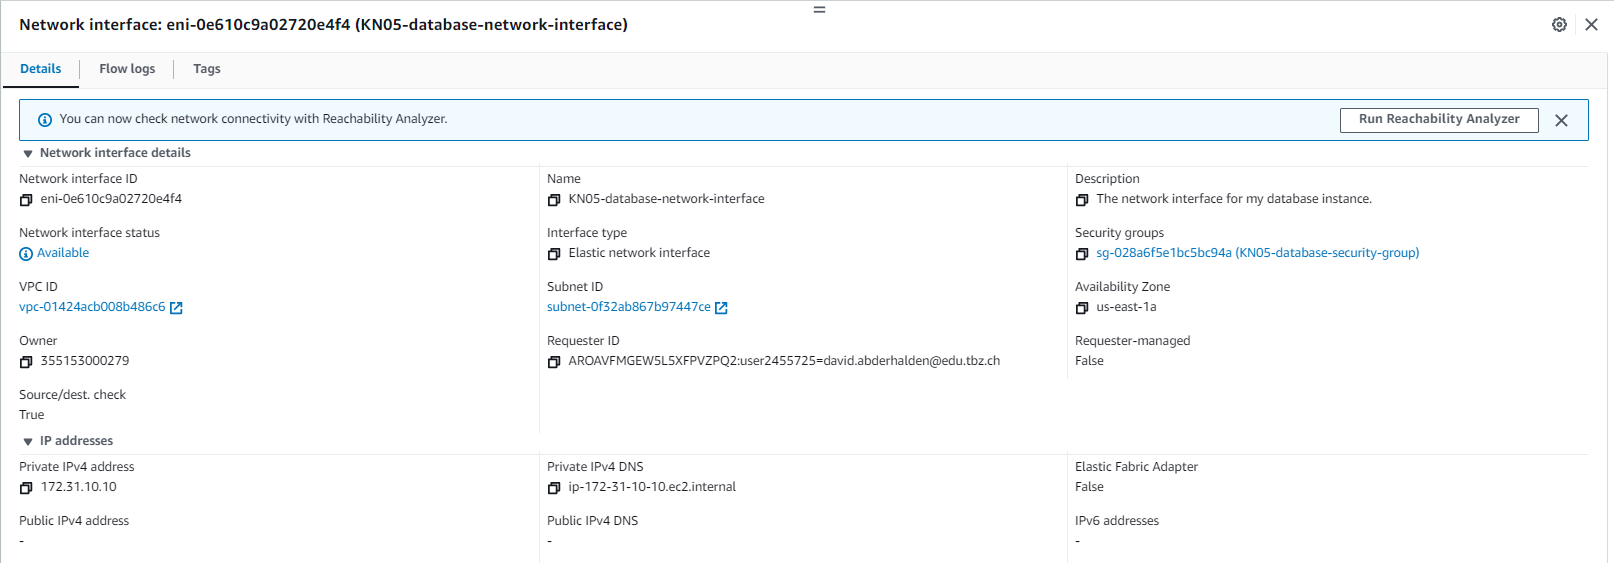 Network interface: eni-0e610c9a02720e4f4 (KN05-database-network-interface)
Details
Flow logs
Tags
You can now check network connectivity with Reachability Analyzer.
Run Reachability Analyzer
Network interface details
Network interface ID
eni-0e610c9a02720e4f4
Name
KN05-database-network-interface
Description
The network interface for my database instance.
Network interface status
Available
Interface type
Elastic network interface
Security groups
sg-028a6f5e1bc5bc94a (KN05-database-security-group)
VPC ID
vpc-01424acb008b486c6
Subnet ID
subnet-0f32ab867b97447ce
Availability Zone
us-east-1a
Owner
355153000279
Requester ID
AROAVFMGEW5L5XFPVZPQ2:user2455725=david.abderhalden@edu.tbz.ch
Requester-managed
False
Source/dest. check
True
IP addresses
Private IPv4 address
172.31.10.10
Private IPv4 DNS
ip-172-31-10-10.ec2.internal
Elastic Fabric Adapter
False
Public IPv4 address
-
Public IPv4 DNS
-
IPv6 addresses
-